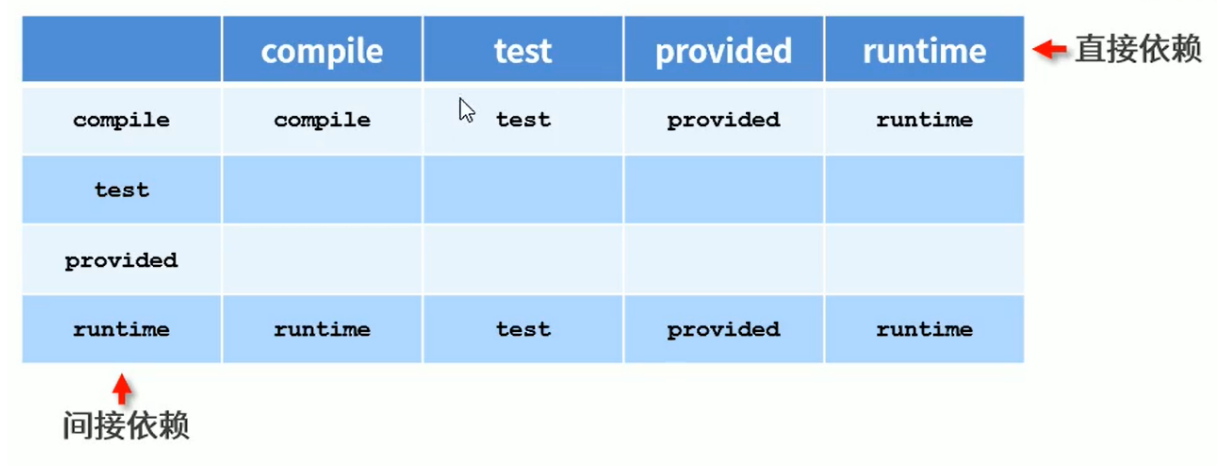 compile test provided runtime 直接依赖
compile compile test provided runtime
test
provided
runtime runtime test provided runtime
间接依赖